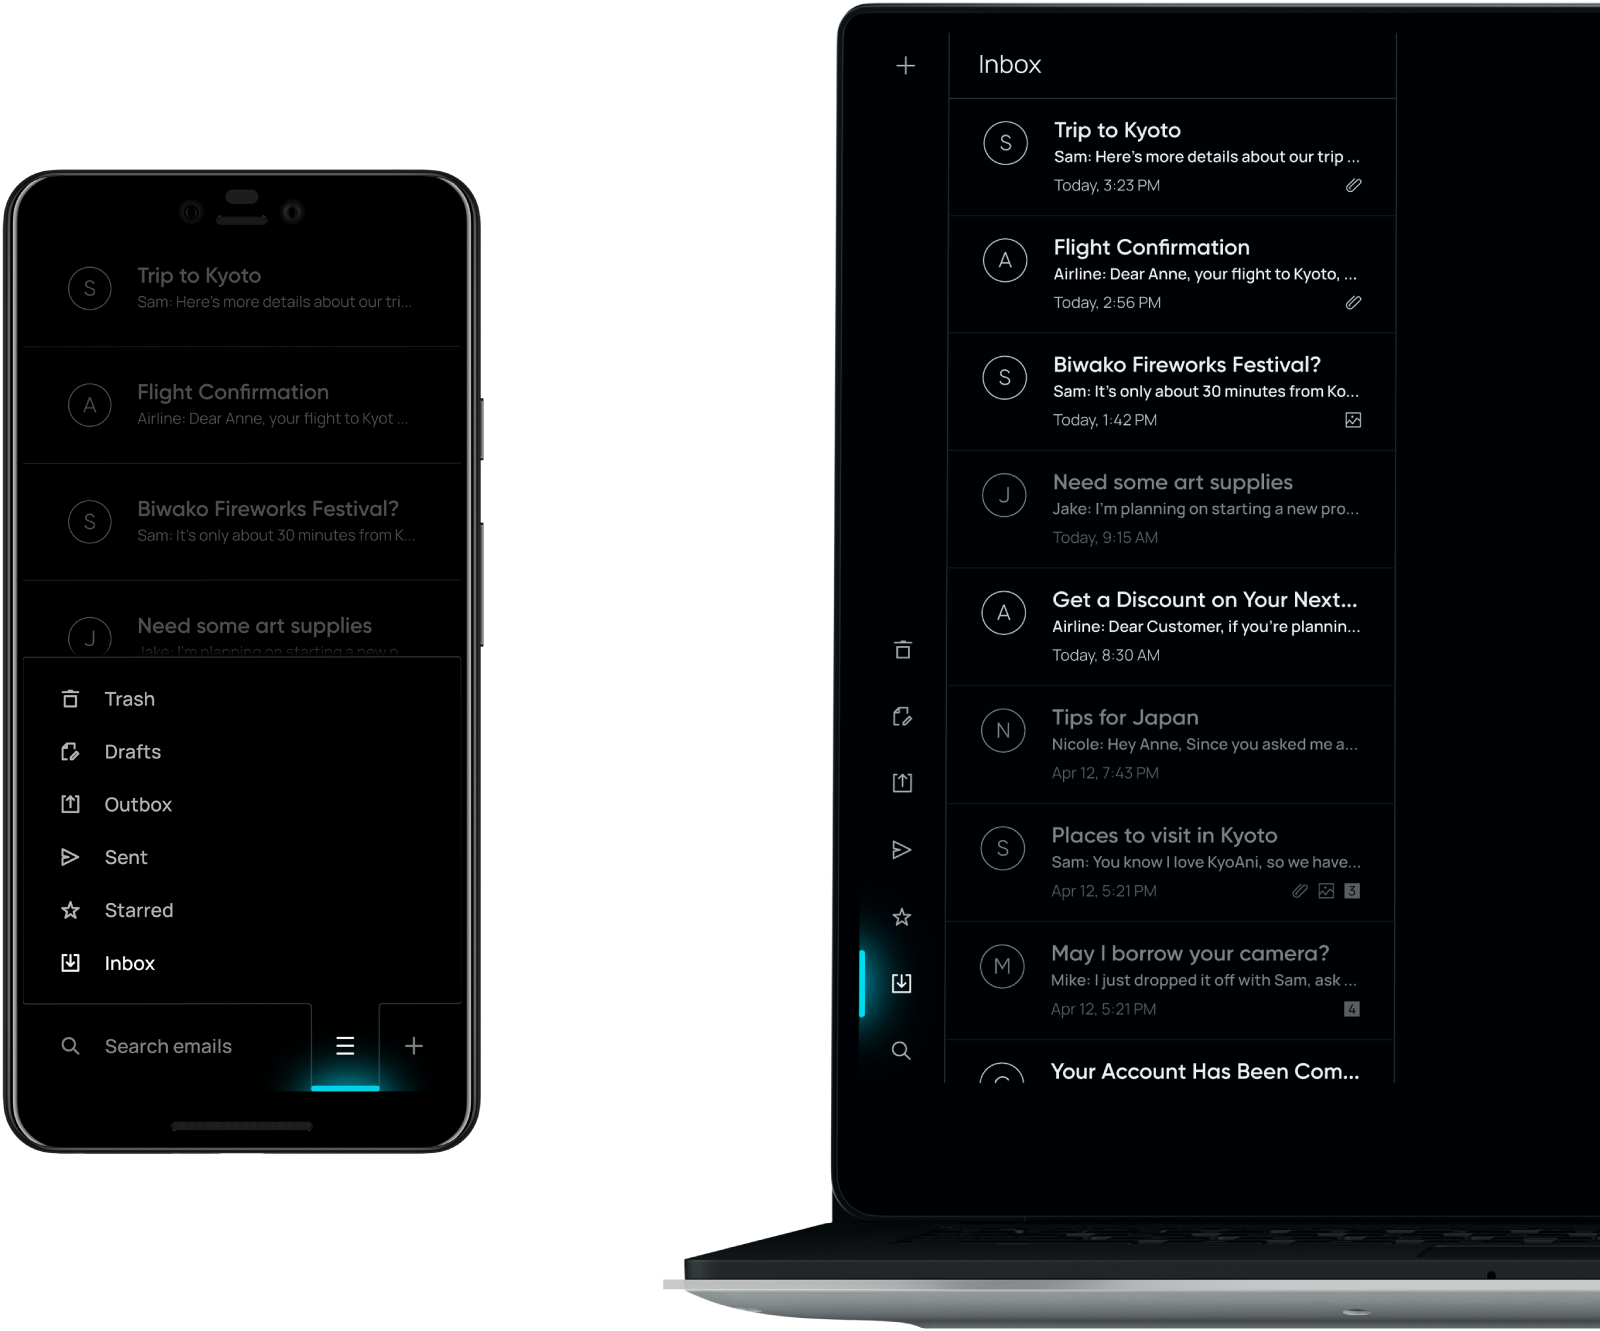 S
Trip to Kyoto
Sam: Here's more details about our tri...
A
Flight Confirmation
Airline: Dear Anne, your flight to Kyot ...
S
Biwako Fireworks Festival?
Sam: It's only about 30 minutes from K...
J
Need some art supplies
Jake: I'm planning on starting a new p...
Trash
Drafts
Outbox
Sent
Starred
Inbox
Search emails
Inbox
S
Trip to Kyoto
Sam: Here's more details about our trip ...
Today, 3:23 PM
A
Flight Confirmation
Airline: Dear Anne, your flight to Kyoto, ...
Today, 2:56 PM
S
Biwako Fireworks Festival?
Sam: It's only about 30 minutes from Ko...
Today, 1:42 PM
J
Need some art supplies
Jake: I'm planning on starting a new pro...
Today, 9:15 AM
A
Get a Discount on Your Next...
Airline: Dear Customer, if you're plannin...
Today, 8:30 AM
N
Tips for Japan
Nicole: Hey Anne, Since you asked me a...
Apr 12, 7:43 PM
S
Places to visit in Kyoto
Sam: You know I love KyoAni, so we have...
Apr 12, 5:21 PM
3
M
May I borrow your camera?
Mike: I just dropped it off with Sam, ask ...
Apr 12, 5:21 PM
4
Your Account Has Been Com...